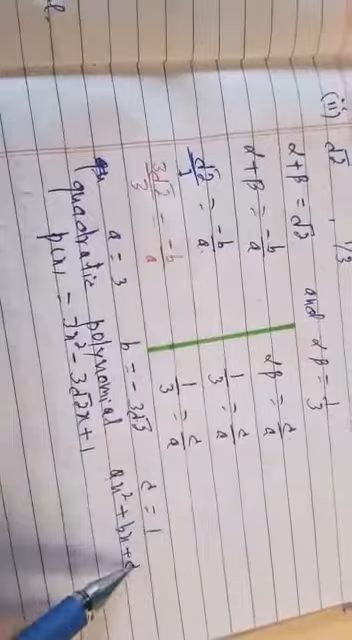 (ii) √2 , 1/3
α+β = √2 and αβ = 1/3
α+β = -b/a αβ = c/a
√2/1 = -b/a 1/3 = c/a
3√2/3 = -b/a 1/3 = c/a
a = 3 b = -3√2 c = 1
quadratic polynomial ax²+bx+c
p(x) = 3x²-3√2x+1